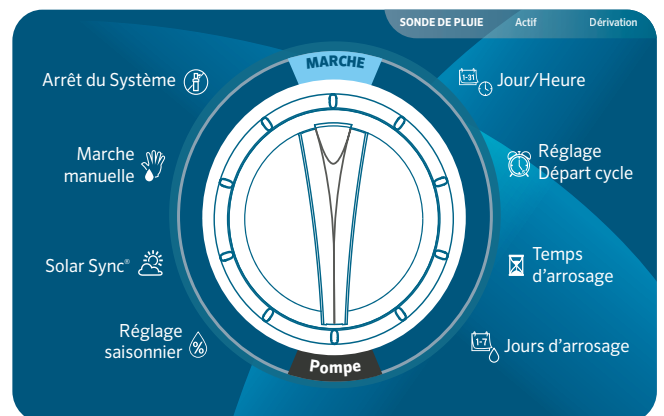 SONDE DE PLUIE Actif Dérivation
MARCHE
Arrêt du Système
1-31
Jour/Heure
Marche
manuelle
Réglage
Départ cycle
Solar Sync®
Temps
d'arrosage
Réglage
saisonnier
%
1-7
Jours d'arrosage
Pompe